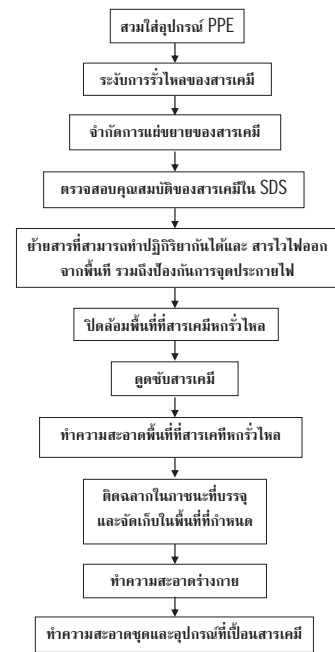 สวมใส่อุปกรณ์ PPE
ระงับการรั่วไหลของสารเคมี
จำกัดการแผ่ขยายของสารเคมี
ตรวจสอบคุณสมบัติของสารเคมีใน SDS
ย้ายสารที่สามารถทำปฏิกิริยากันได้และ สารไวไฟออก
จากพื้นที่ รวมถึงป้องกันการจุดประกายไฟ
ปิดล้อมพื้นที่ที่สารเคมีหกรั่วไหล
ดูดซับสารเคมี
ทำความสะอาดพื้นที่ที่สารเคทีหกรั่วไหล
ติดฉลากในภาชนะที่บรรจุ
และจัดเก็บในพื้นที่ที่กำหนด
ทำความสะอาดร่างกาย
ทำความสะอาดชุดและอุปกรณ์ที่เปื้อนสารเคมี